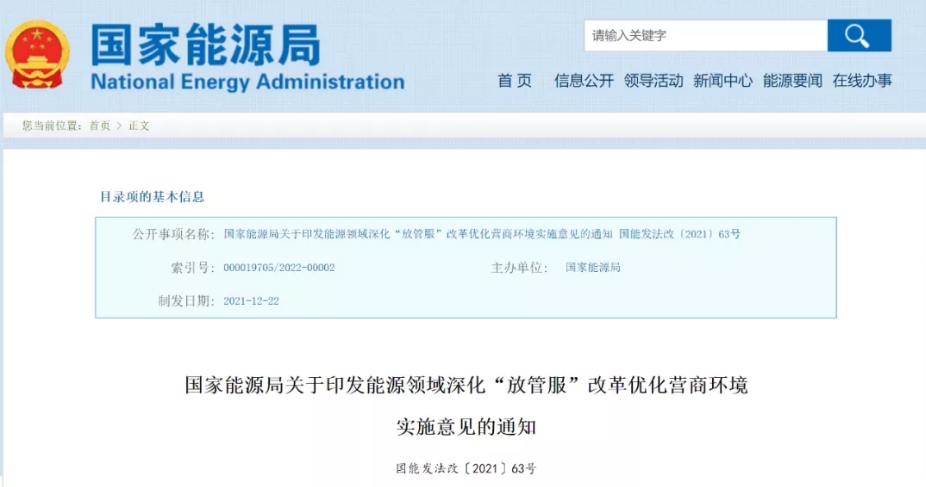 国家能源局
National Energy Administration
请输入关键字
首页 信息公开 领导活动 新闻中心 能源要闻 在线办事
您当前位置：首页 > 正文
目录项的基本信息
公开事项名称：国家能源局关于印发能源领域深化“放管服”改革优化营商环境实施意见的通知 国能发法改〔2021〕63号
索引号：000019705/2022-00002 主办单位：国家能源局
制发日期：2021-12-22
国家能源局关于印发能源领域深化“放管服”改革优化营商环境
实施意见的通知
国能发法改〔2021〕63号